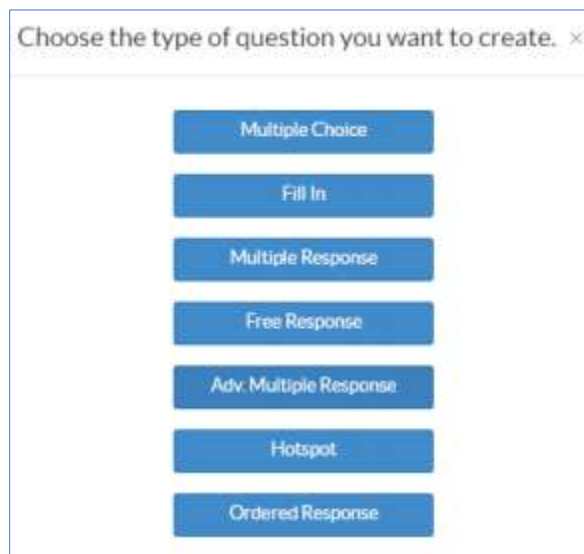 Choose the type of question you want to create. ×
Multiple Choice
Fill In
Multiple Response
Free Response
Adv. Multiple Response
Hotspot
Ordered Response